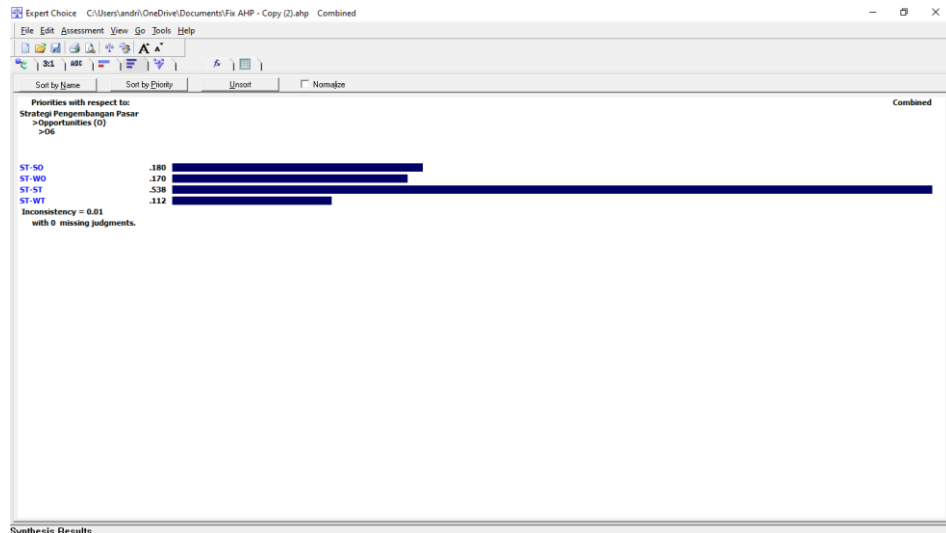 Expert Choice C:\Users\andri\OneDrive\Documents\Fix AHP - Copy (2).ahp Combined
File Edit Assessment View Go Tools Help
A A
3:1 ABC fx
Sort by Name Sort by Priority Unsort Normalize
Priorities with respect to: Combined
Strategi Pengembangan Pasar
>Opportunities (O)
>O6
ST-SO .180
ST-WO .170
ST-ST .538
ST-WT .112
Inconsistency = 0.01
with 0 missing judgments.
Synthesis Results